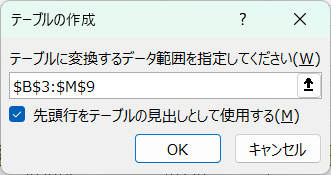 テーブルの作成
テーブルに変換するデータ範囲を指定してください(W)
$B$3:$M$9
先頭行をテーブルの見出しとして使用する(M)
OK
キャンセル